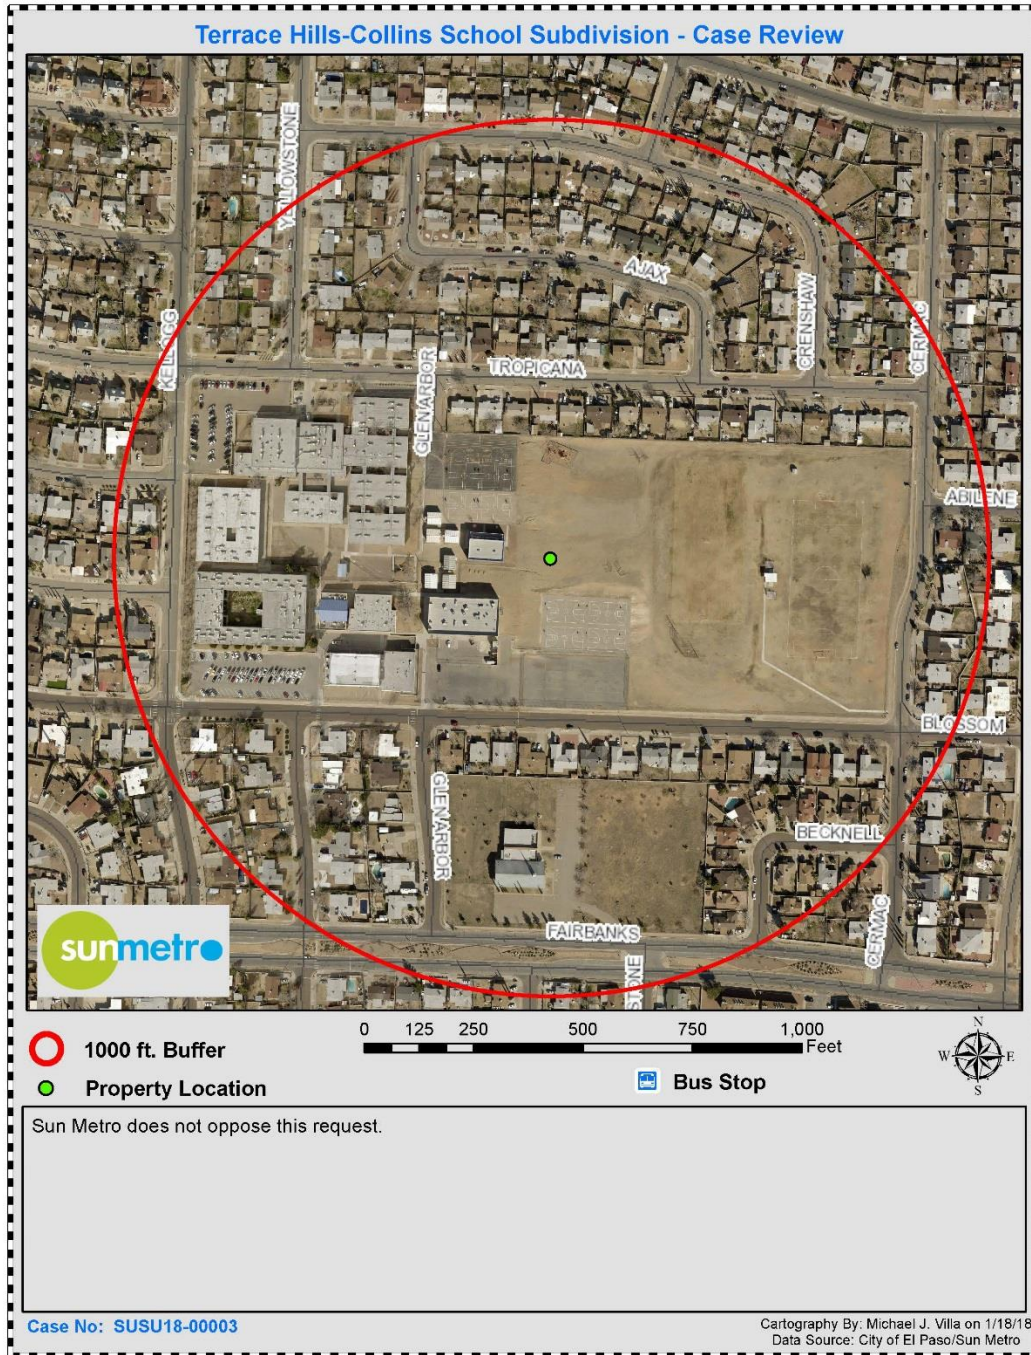 Terrace Hills-Collins School Subdivision - Case Review
YELLOWSTONE
AJAX
KELLOGG
CRENSHAW
CERMAC
GLENARBOR
TROPICANA
ABILENE
BLOSSOM
GLENARBOR
BECKNELL
FAIRBANKS
CERMAC
STONE
sunmetro
0 125 250 500 750 1,000
Feet
1000 ft. Buffer
Property Location
Bus Stop
N
W E
S
Sun Metro does not oppose this request.
Case No: SUSU18-00003
Cartography By: Michael J. Villa on 1/18/18
Data Source: City of El Paso/Sun Metro